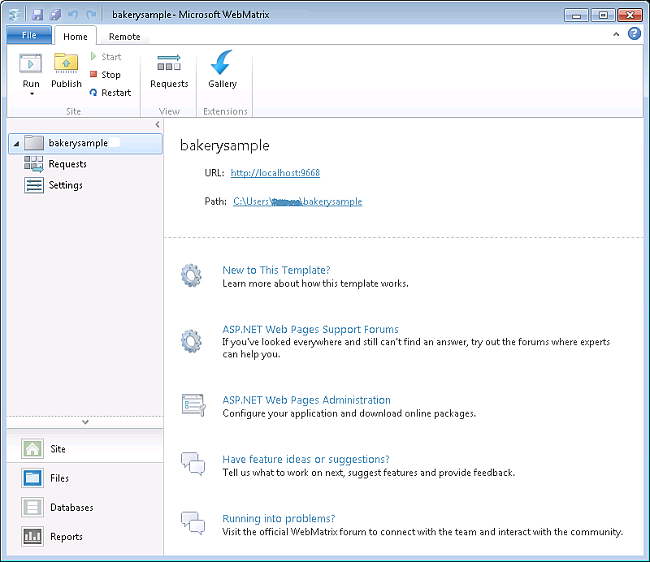 bakerysample - Microsoft WebMatrix
File Home Remote
Run
Publish
Start
Stop
Restart
Requests
Gallery
Site View Extensions
bakerysample
Requests
Settings
Site
Files
Databases
Reports
bakerysample
URL: http://localhost:9668
Path: C:\Users\ \bakerysample
New to This Template?
Learn more about how this template works.
ASP.NET Web Pages Support Forums
If you've looked everywhere and still can't find an answer, try out the forums where experts
can help you.
ASP.NET Web Pages Administration
Configure your application and download online packages.
Have feature ideas or suggestions?
Tell us what to work on next, suggest features and provide feedback.
Running into problems?
Visit the official WebMatrix forum to connect with the team and interact with the community.